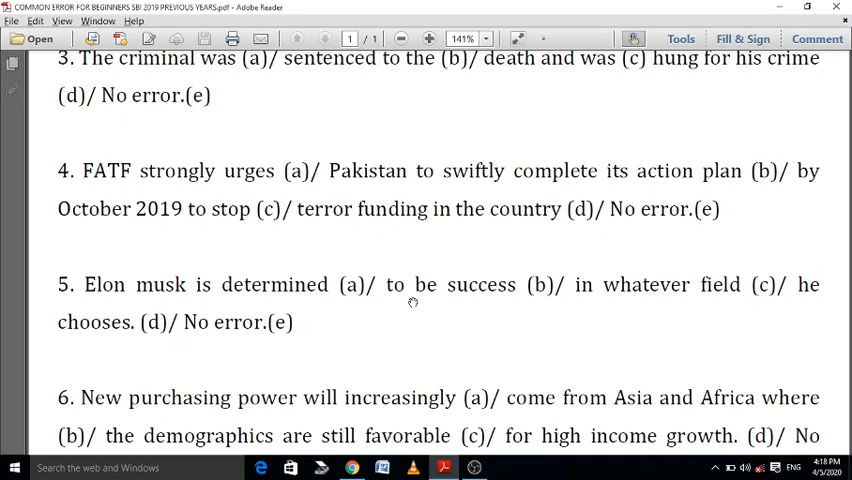 COMMON ERROR FOR BEGINNERS SBI 2019 PREVIOUS YEARS.pdf - Adobe Reader
File Edit View Window Help
Open 1 / 1 141% Tools Fill & Sign Comment
3. The criminal was (a)/ sentenced to the (b)/ death and was (c) hung for his crime
(d)/ No error.(e)
4. FATF strongly urges (a)/ Pakistan to swiftly complete its action plan (b)/ by
October 2019 to stop (c)/ terror funding in the country (d)/ No error.(e)
5. Elon musk is determined (a)/ to be success (b)/ in whatever field (c)/ he
chooses. (d)/ No error.(e)
6. New purchasing power will increasingly (a)/ come from Asia and Africa where
(b)/ the demographics are still favorable (c)/ for high income growth. (d)/ No
Search the web and Windows
ENG
4:18 PM
4/5/2020